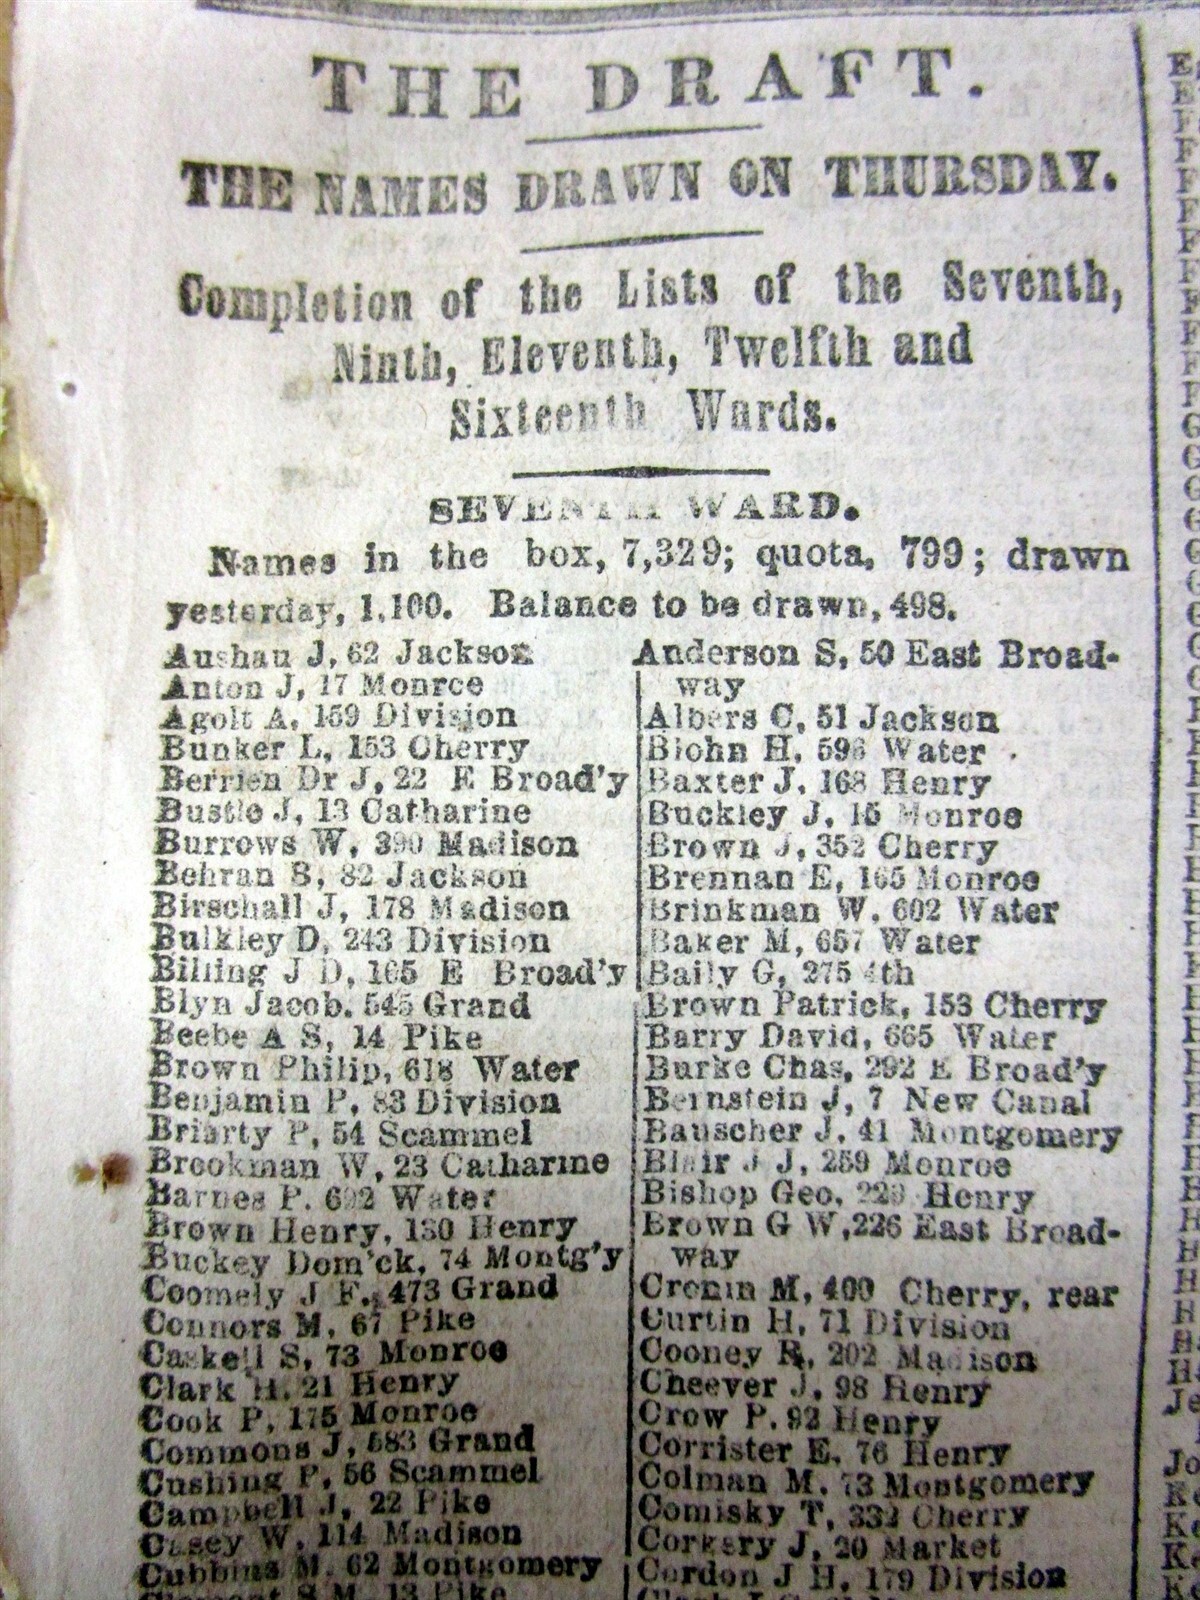 THE DRAFT.
THE NAMES DRAWN ON THURSDAY.
Completion of the Lists of the Seventh,
Ninth, Eleventh, Twelfth and
Sixteenth Wards.
SEVENTH WARD.
Names in the box, 7,329; quota, 799; drawn
yesterday, 1,100. Balance to be drawn, 498.
Aushau J, 62 Jackson
Anton J, 17 Monroe
Agolt A, 159 Division
Bunker L, 153 Cherry
Berrien Dr J, 22 E Broad'y
Bustle J, 13 Catharine
Burrows W, 390 Madison
Behran S, 82 Jackson
Birschall J, 178 Madison
Bulkley D, 243 Division
Billing J D, 165 E Broad'y
Blyn Jacob, 545 Grand
Beebe A S, 14 Pike
Brown Philip, 618 Water
Benjamin P, 83 Division
Briarty P, 54 Scammel
Brookman W, 23 Catharine
Barnes P. 692 Water
Brown Henry, 130 Henry
Buckey Dom'ck, 74 Montg'y
Coomely J F., 473 Grand
Connors M, 67 Pike
Caskell S, 73 Monroe
Clark H. 21 Henry
Cook P, 175 Monroe
Commons J, 583 Grand
Cushing P, 56 Scammel
Campbell J, 22 Pike
Casey W, 114 Madison
Cubbins M, 62 Montgomery
S M, 13 Pike
Anderson S, 50 East Broad-
way
Albers C, 51 Jackson
Blohn H, 596 Water
Baxter J, 168 Henry
Buckley J, 15 Monroe
Brown J, 352 Cherry
Brennan E, 165 Monroe
Brinkman W. 602 Water
Baker M, 657 Water
Baily G, 275 4th
Brown Patrick, 153 Cherry
Barry David, 665 Water
Burke Chas, 292 E Broad'y
Bernstein J, 7 New Canal
Bauscher J, 41 Montgomery
Blair J J, 259 Monroe
Bishop Geo, Henry
Brown G W, 226 East Broad-
way
Cronin M, 400 Cherry, rear
Curtin H, 71 Division
Cooney R, 202 Madison
Cheever J, 98 Henry
Crow P. 92 Henry
Corrister E, 76 Henry
Colman M. 73 Montgomery
Comisky T, 332 Cherry
Corkery J, 20 Market
Cordon J H, 179 Division